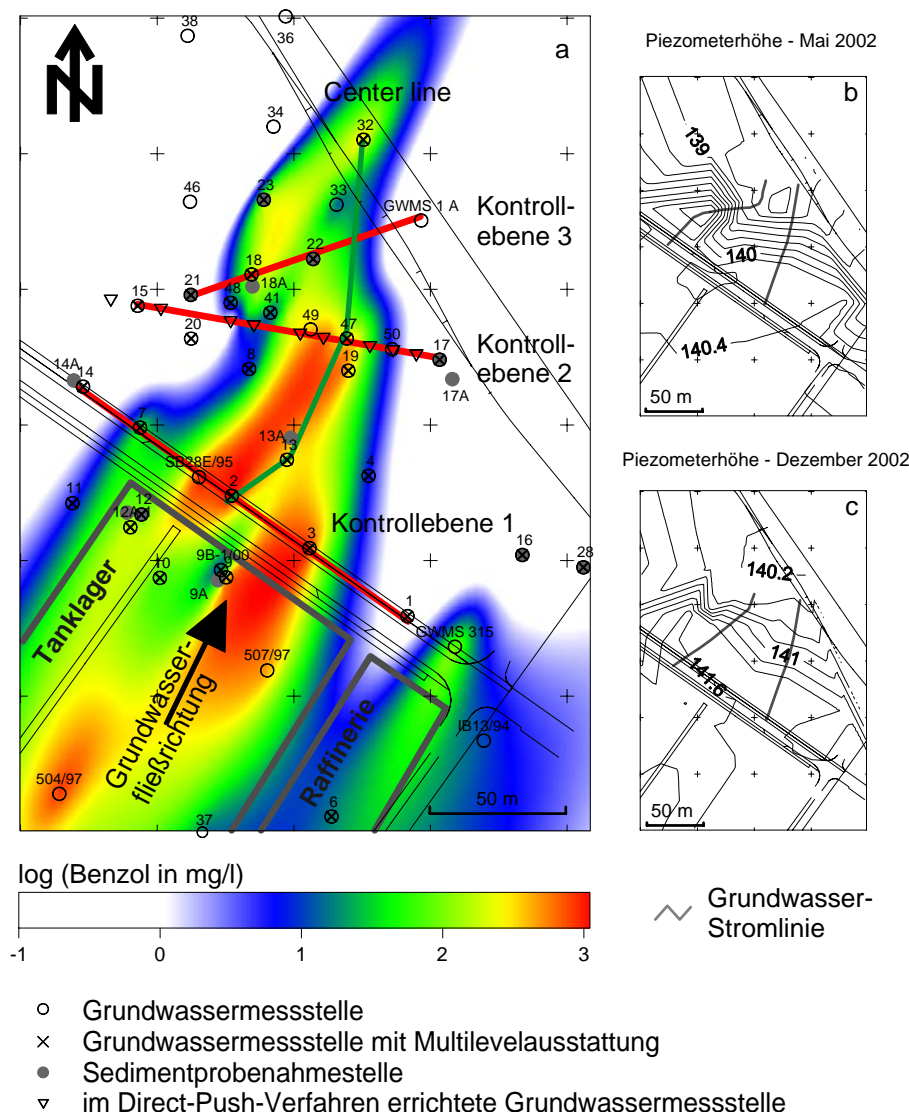 38
36
a
N
Center line
34
32
46
23
33
GWMS 1 A
Kontroll-
ebene 3
22
18
18A
21
15
48
41
49
47
50
17
20
8
19
17A
Kontroll-
ebene 2
14A
14
7
13A
13
SB28E/95
2
4
11
12
12A
Kontrollebene 1
3
16
28
9B-1/00
9
10
9A
1
GWMS 315
Tanklager
507/97
Grundwasser-
fließrichtung
Raffinerie
IB13/94
504/97
37
6
50 m
Piezometerhöhe - Mai 2002
b
139
140
140.4
50 m
Piezometerhöhe - Dezember 2002
c
140.2
141
141.6
50 m
log (Benzol in mg/l)
-1 0 1 2 3
Grundwasser-
Stromlinie
Grundwassermessstelle
Grundwassermessstelle mit Multilevelausstattung
Sedimentprobenahmestelle
im Direct-Push-Verfahren errichtete Grundwassermessstelle